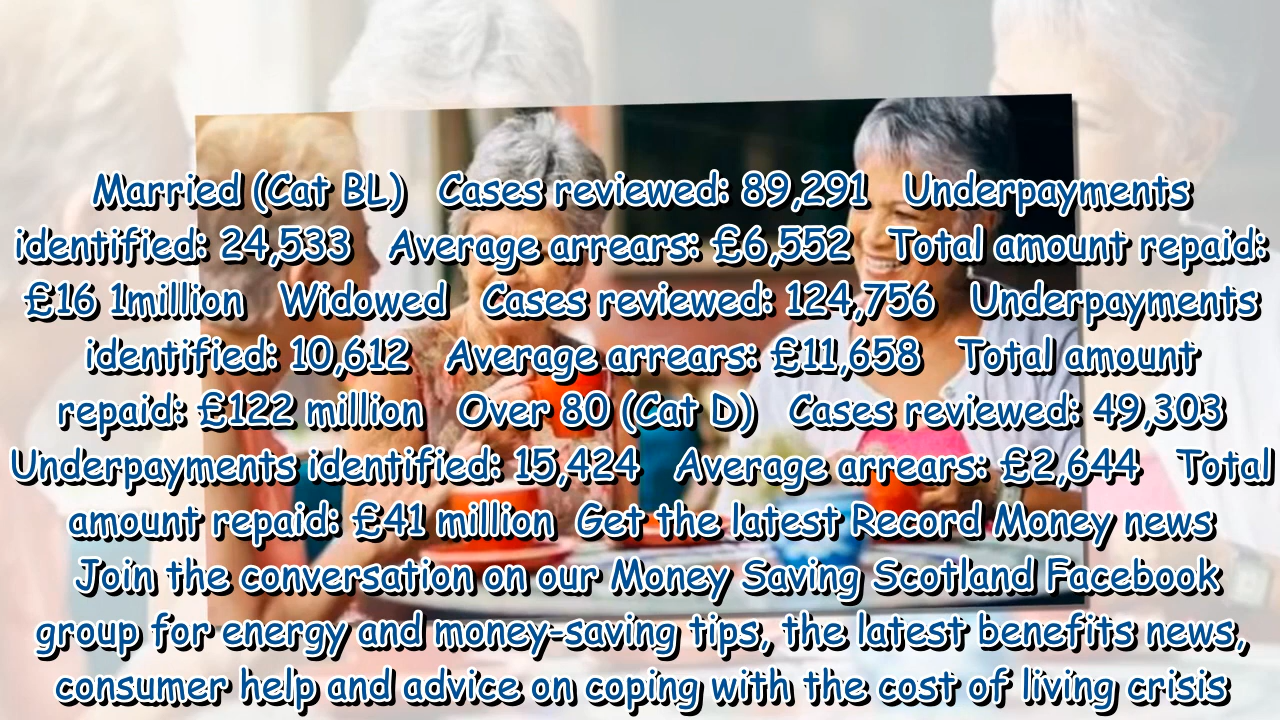 Married (Cat BL) Cases reviewed: 89,291 Underpayments
identified: 24,533 Average arrears: £6,552 Total amount repaid:
£16 1million Widowed Cases reviewed: 124,756 Underpayments
identified: 10,612 Average arrears: £11,658 Total amount
repaid: £122 million Over 80 (Cat D) Cases reviewed: 49,303
Underpayments identified: 15,424 Average arrears: £2,644 Total
amount repaid: £41 million Get the latest Record Money news
Join the conversation on our Money Saving Scotland Facebook
group for energy and money-saving tips, the latest benefits news,
consumer help and advice on coping with the cost of living crisis